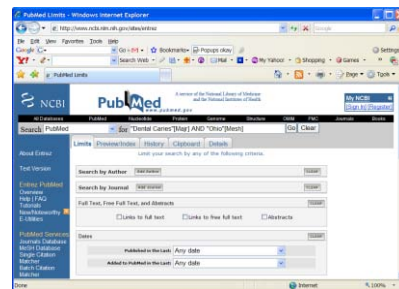 PubMed Limits - Windows Internet Explorer
http://www.ncbi.nlm.nih.gov/sites/entrez
File Edit View Favorites Tools Help
Google Settings
Search Web Mail My Yahoo! Shopping Games
PubMed Limits Page Tools
NCBI
PubMed
www.pubmed.gov
A service of the National Library of Medicine
and the National Institutes of Health
My NCBI
[Sign In] [Register]
All Databases PubMed Nucleotide Protein Genome Structure OMIM PMC Journals Books
Search PubMed for "Dental Caries"[Majr] AND "Ohio"[Mesh] Go Clear
Limits Preview/Index History Clipboard Details
Limit your search by any of the following criteria.
About Entrez
Text Version
Search by Author Add Author CLEAR
Search by Journal Add Journal CLEAR
Entrez PubMed
Overview
Help | FAQ
Tutorials
New/Noteworthy
E-Utilities
Full Text, Free Full Text, and Abstracts CLEAR
Links to full text Links to free full text Abstracts
PubMed Services
Journals Database
MeSH Database
Single Citation
Matcher
Batch Citation
Matcher
Dates CLEAR
Published in the Last: Any date
Added to PubMed in the Last: Any date
Done Internet 100%